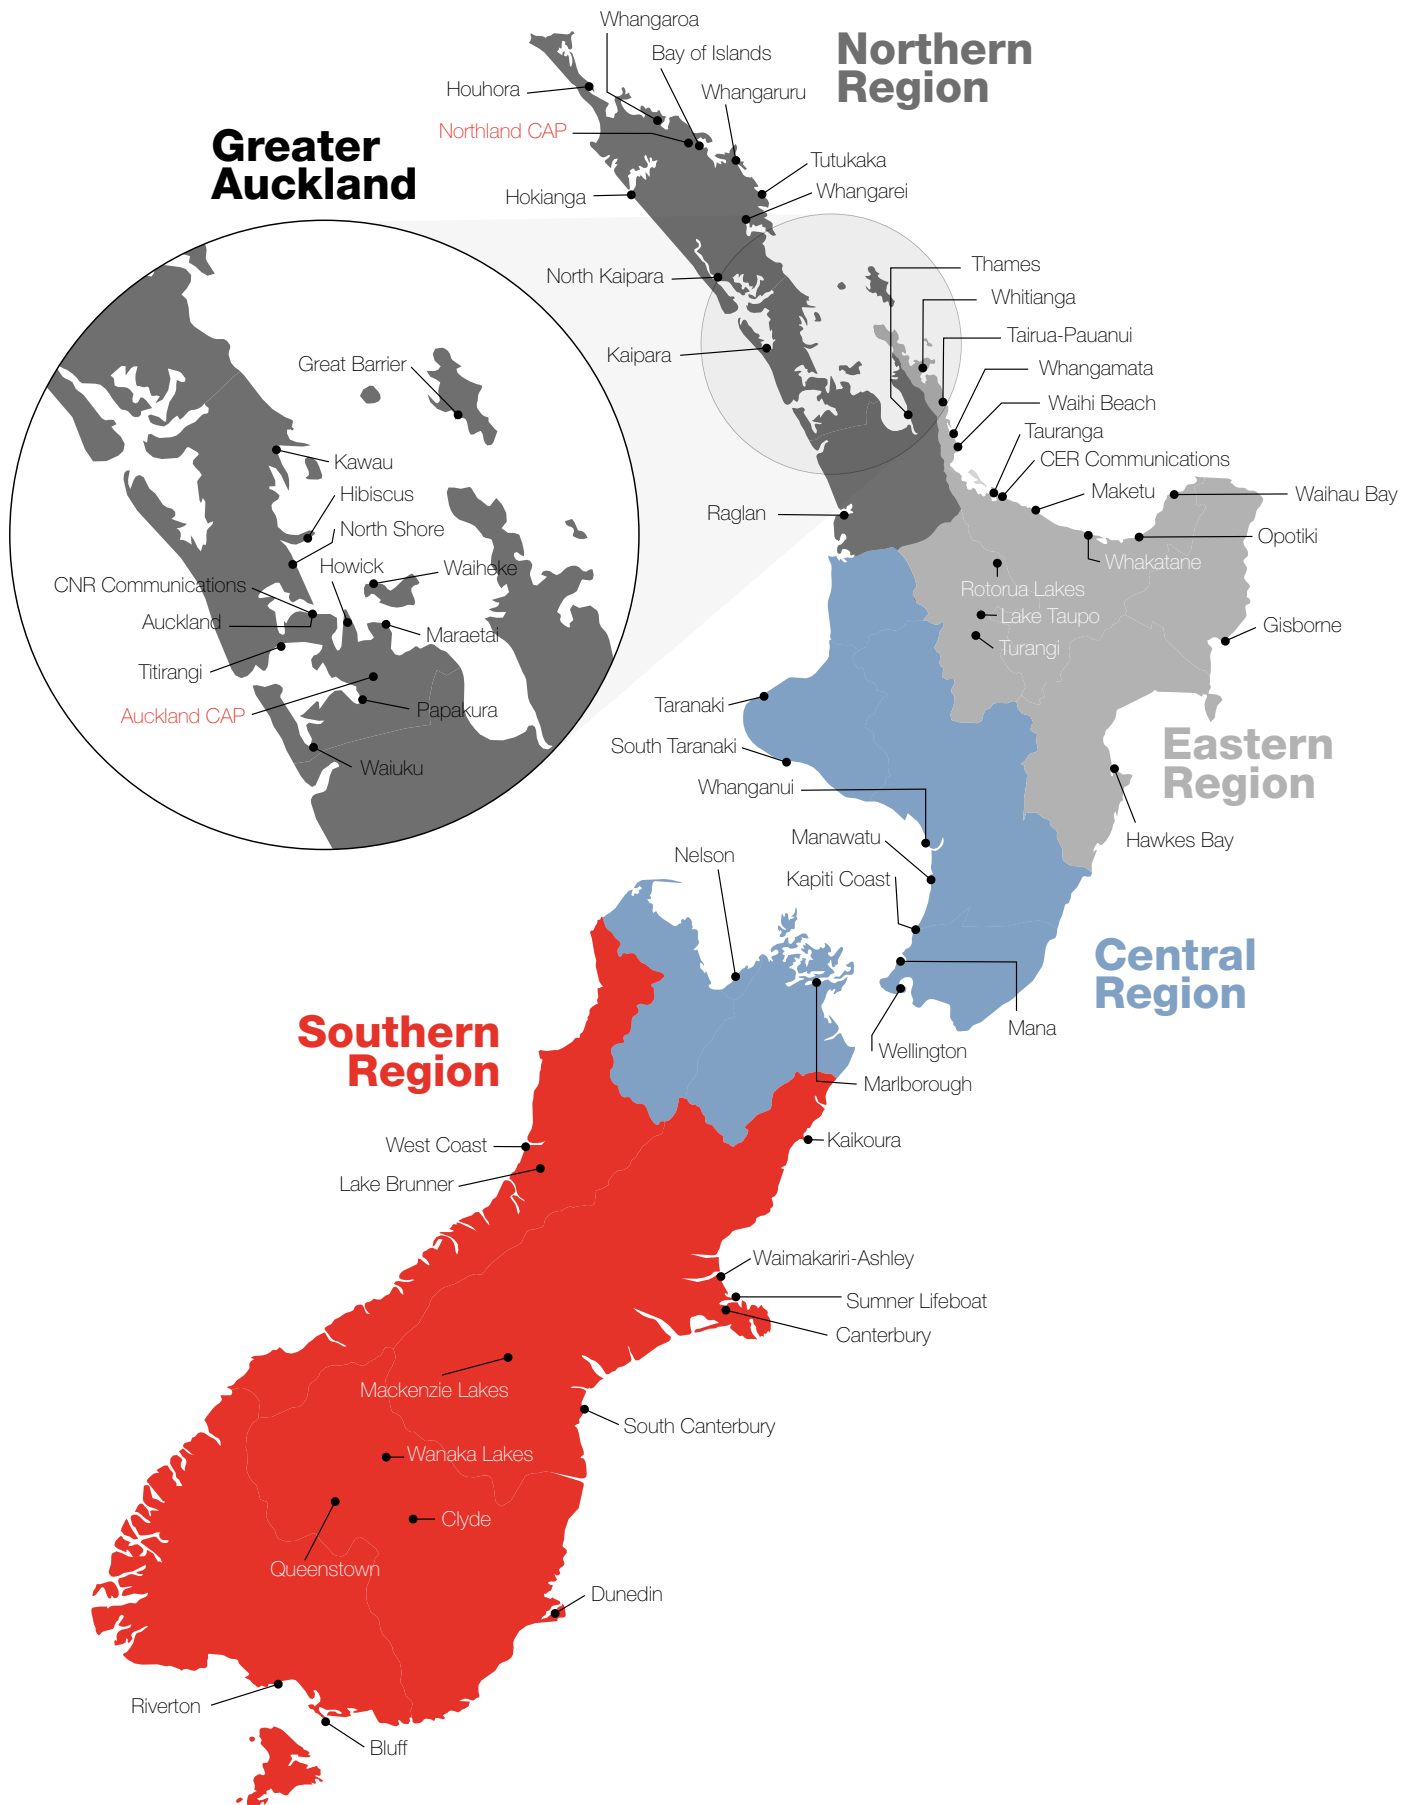 Whangaroa
Bay of Islands
Northern
Region
Houhora
Whangaruru
Northland CAP
Greater
Auckland
Tutukaka
Hokianga
Whangarei
North Kaipara
Thames
Whitianga
Tairua-Pauanui
Kaipara
Whangamata
Great Barrier
Waihi Beach
Tauranga
CER Communications
Kawau
Hibiscus
Maketu
Waihau Bay
Raglan
North Shore
Opotiki
Howick
Waiheke
Whakatane
CNR Communications
Rotorua Lakes
Auckland
Lake Taupo
Maraetai
Gisborne
Turangi
Titirangi
Taranaki
Auckland CAP
Papakura
South Taranaki
Eastern
Region
Waiuku
Whanganui
Manawatu
Hawkes Bay
Nelson
Kapiti Coast
Central
Region
Southern
Region
Mana
Wellington
Marlborough
West Coast
Kaikoura
Lake Brunner
Waimakariri-Ashley
Sumner Lifeboat
Canterbury
Mackenzie Lakes
South Canterbury
Wanaka Lakes
Clyde
Queenstown
Dunedin
Riverton
Bluff